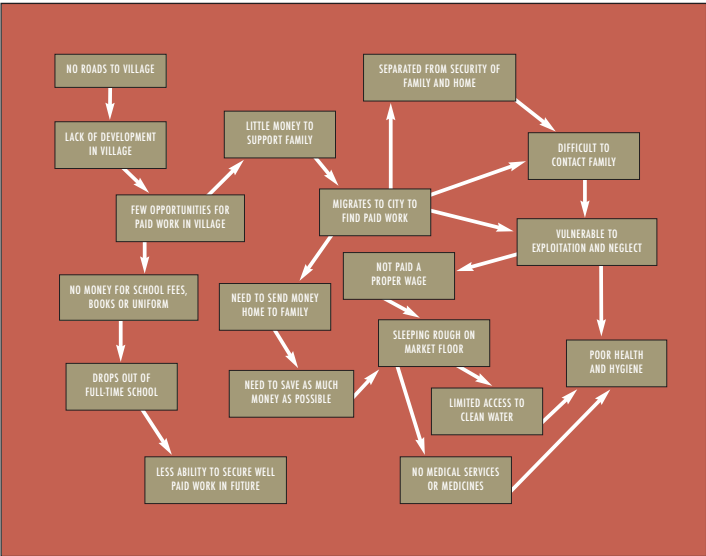 NO ROADS TO VILLAGE
SEPARATED FROM SECURITY OF
FAMILY AND HOME
LACK OF DEVELOPMENT
IN VILLAGE
LITTLE MONEY TO
SUPPORT FAMILY
DIFFICULT TO
CONTACT FAMILY
FEW OPPORTUNITIES FOR
PAID WORK IN VILLAGE
MIGRATES TO CITY TO
FIND PAID WORK
VULNERABLE TO
EXPLOITATION AND NEGLECT
NOT PAID A
PROPER WAGE
NO MONEY FOR SCHOOL FEES,
BOOKS OR UNIFORM
NEED TO SEND MONEY
HOME TO FAMILY
SLEEPING ROUGH ON
MARKET FLOOR
POOR HEALTH
AND HYGIENE
DROPS OUT OF
FULL-TIME SCHOOL
NEED TO SAVE AS MUCH
MONEY AS POSSIBLE
LIMITED ACCESS TO
CLEAN WATER
LESS ABILITY TO SECURE WELL
PAID WORK IN FUTURE
NO MEDICAL SERVICES
OR MEDICINES